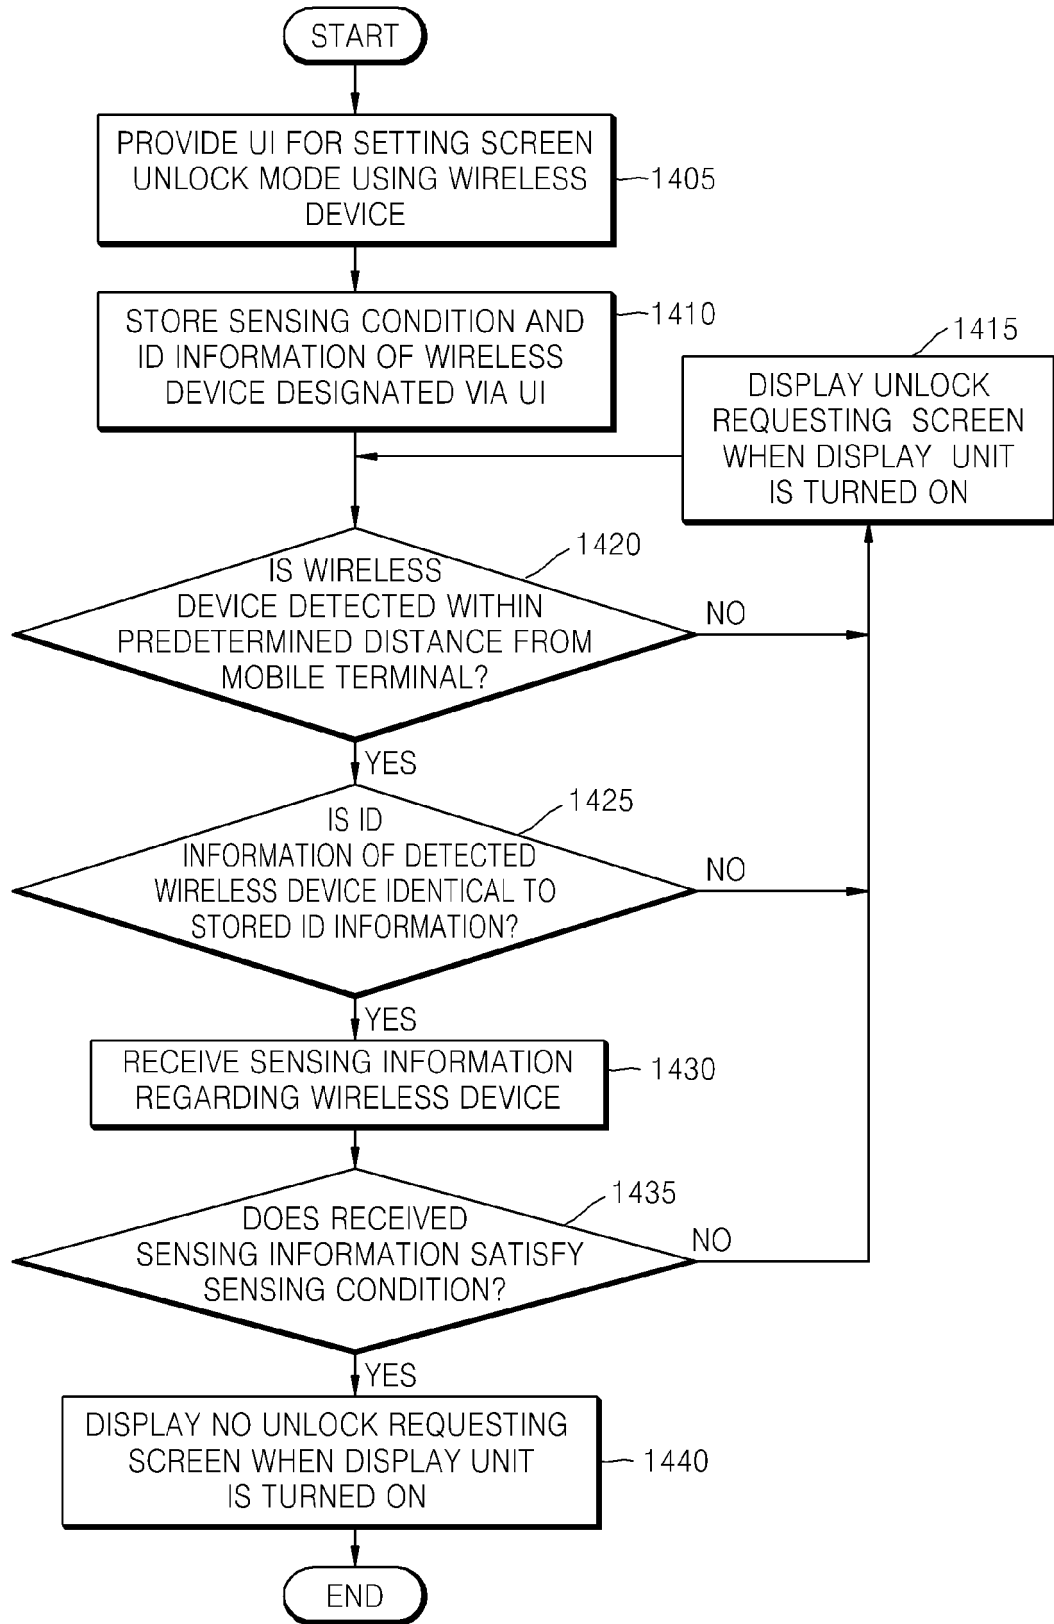 START
PROVIDE UI FOR SETTING SCREEN
UNLOCK MODE USING WIRELESS
DEVICE
1405
STORE SENSING CONDITION AND
ID INFORMATION OF WIRELESS
DEVICE DESIGNATED VIA UI
1410
1415
DISPLAY UNLOCK
REQUESTING SCREEN
WHEN DISPLAY UNIT
IS TURNED ON
1420
IS WIRELESS
DEVICE DETECTED WITHIN
PREDETERMINED DISTANCE FROM
MOBILE TERMINAL?
NO
YES
1425
IS ID
INFORMATION OF DETECTED
WIRELESS DEVICE IDENTICAL TO
STORED ID INFORMATION?
NO
YES
RECEIVE SENSING INFORMATION
REGARDING WIRELESS DEVICE
1430
1435
DOES RECEIVED
SENSING INFORMATION SATISFY
SENSING CONDITION?
NO
YES
DISPLAY NO UNLOCK REQUESTING
SCREEN WHEN DISPLAY UNIT
IS TURNED ON
1440
END